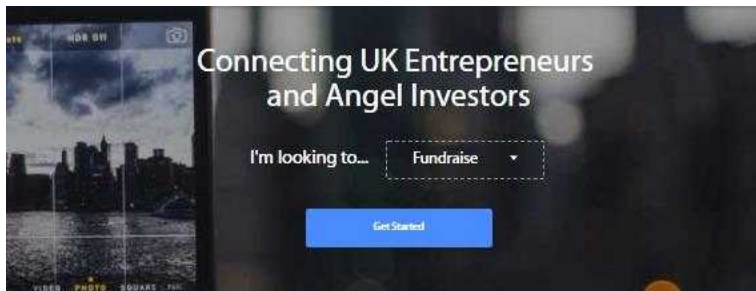 HDR Off
Connecting UK Entrepreneurs
and Angel Investors
I'm looking to...
Fundraise
Get Started
VIDEO PHOTO SQUARE